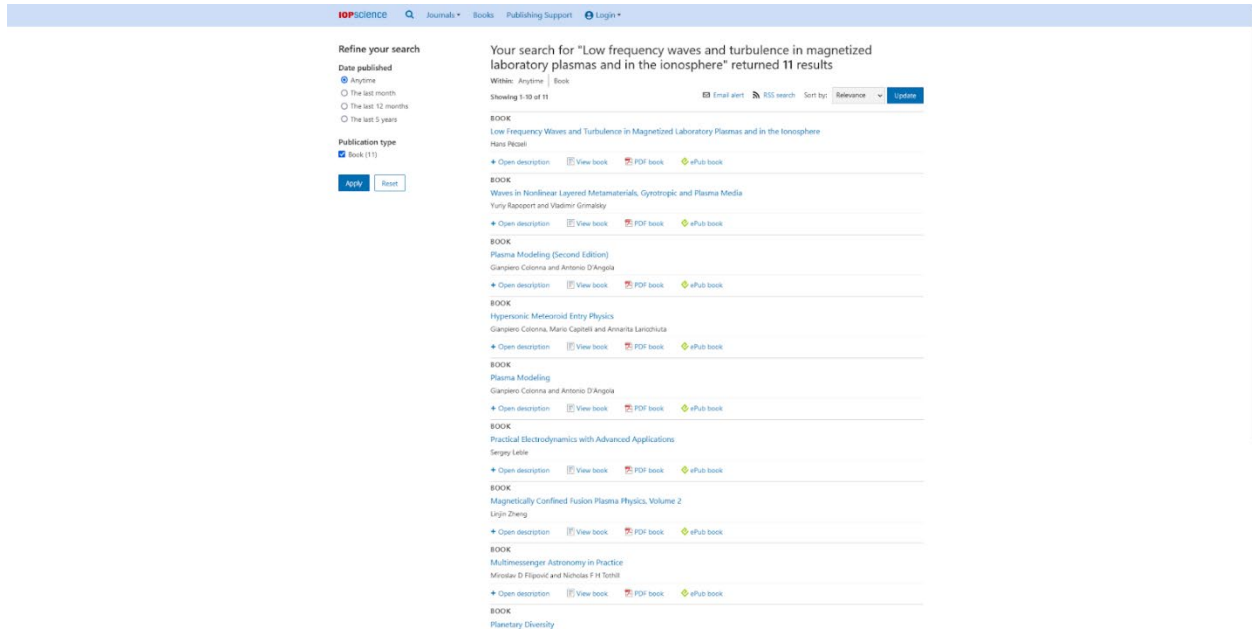 IOPSCIENCE Journals Books Publishing Support Login
Refine your search
Date published
Anytime
The last month
The last 12 months
The last 5 years
Publication type
Book (11)
Apply Reset
Your search for "Low frequency waves and turbulence in magnetized
laboratory plasmas and in the ionosphere" returned 11 results
Within: Anytime Book
Showing 1-10 of 11 Email alert RSS search Sort by: Relevance Update
BOOK
Low Frequency Waves and Turbulence in Magnetized Laboratory Plasmas and in the Ionosphere
Hans Pécseli
+ Open description View book PDF book ePub book
BOOK
Waves in Nonlinear Layered Metamaterials, Gyrotropic and Plasma Media
Yuriy Rapoport and Vladimir Grimalsky
+ Open description View book PDF book ePub book
BOOK
Plasma Modeling (Second Edition)
Gianpiero Colonna and Antonio D'Angola
+ Open description View book PDF book ePub book
BOOK
Hypersonic Meteoroid Entry Physics
Gianpiero Colonna, Mario Capitelli and Annarita Laricchiuta
+ Open description View book PDF book ePub book
BOOK
Plasma Modeling
Gianpiero Colonna and Antonio D'Angola
+ Open description View book PDF book ePub book
BOOK
Practical Electrodynamics with Advanced Applications
Sergey Leble
+ Open description View book PDF book ePub book
BOOK
Magnetically Confined Fusion Plasma Physics, Volume 2
Linjin Zheng
+ Open description View book PDF book ePub book
BOOK
Multimessenger Astronomy in Practice
Miroslav D Filipović and Nicholas F H Tothill
+ Open description View book PDF book ePub book
BOOK
Planetary Diversity